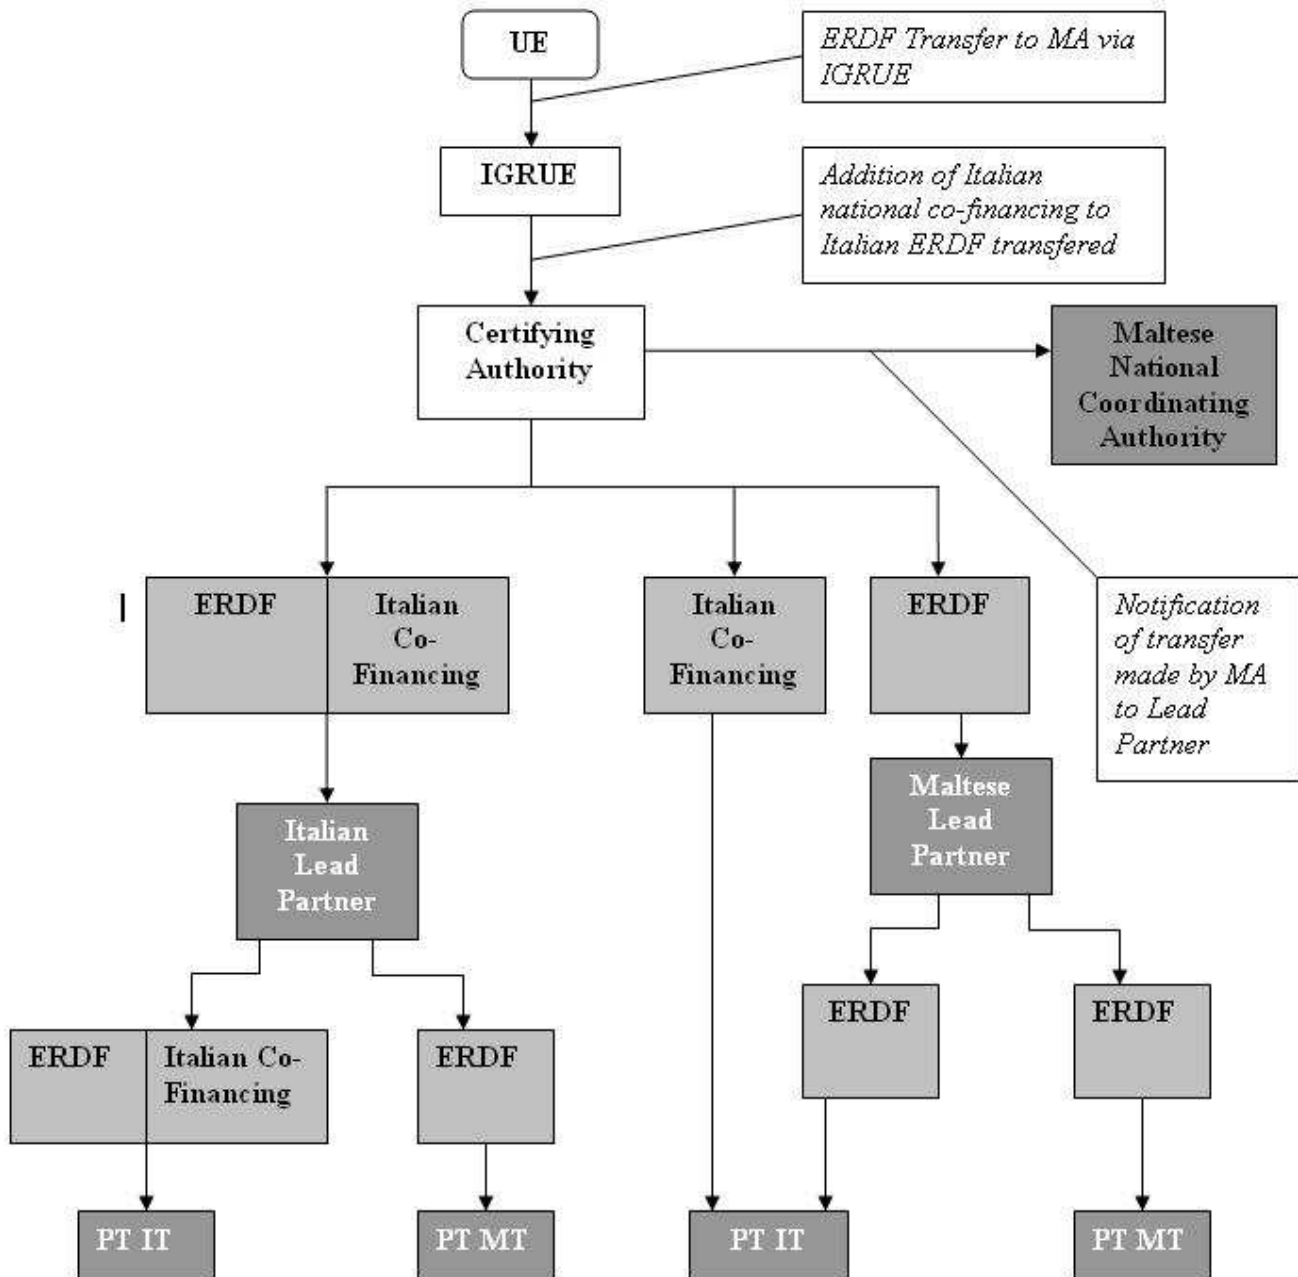 UE
ERDF Transfer to MA via
IGRUE
IGRUE
Addition of Italian
national co-financing to
Italian ERDF transfered
Certifying
Authority
Maltese
National
Coordinating
Authority
ERDF
Italian
Co-
Financing
Italian
Co-
Financing
ERDF
Notification
of transfer
made by MA
to Lead
Partner
Italian
Lead
Partner
Maltese
Lead
Partner
ERDF
Italian Co-
Financing
ERDF
ERDF
ERDF
PT IT
PT MT
PT IT
PT MT